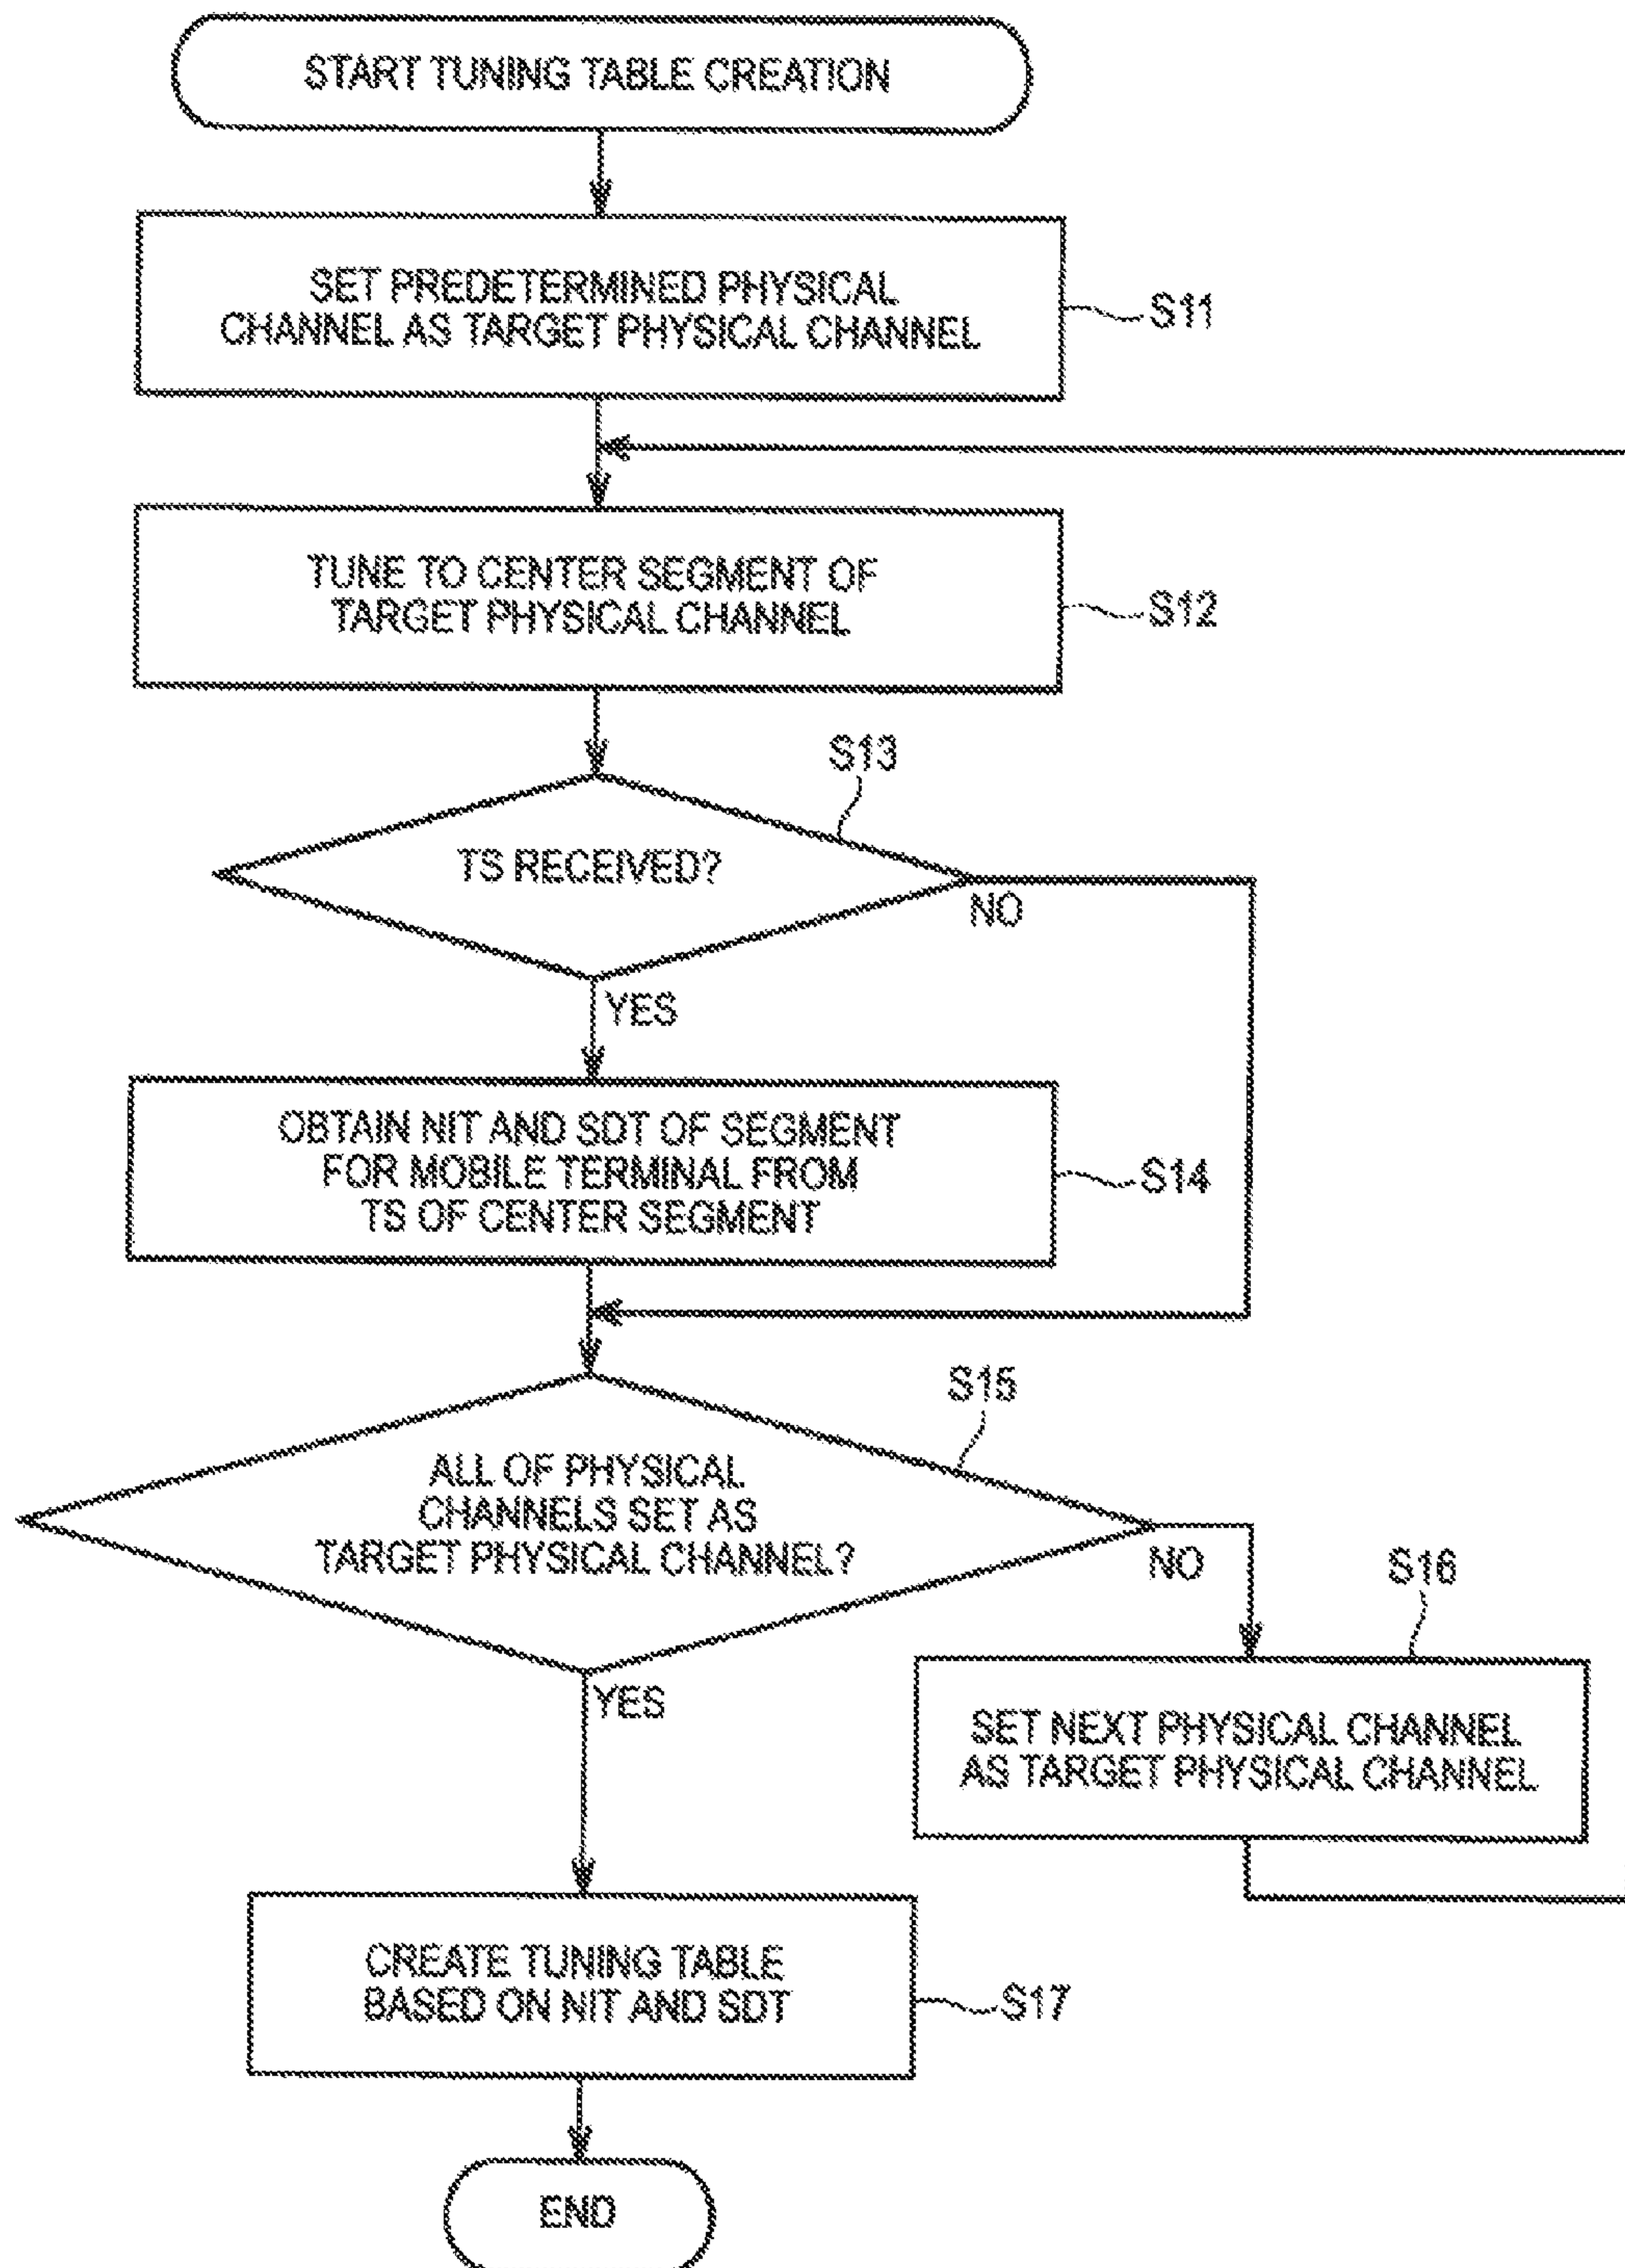 START TUNING TABLE CREATION
SET PREDETERMINED PHYSICAL
CHANNEL AS TARGET PHYSICAL CHANNEL
S11
TUNE TO CENTER SEGMENT OF
TARGET PHYSICAL CHANNEL
S12
S13
TS RECEIVED?
NO
YES
OBTAIN NIT AND SDT OF SEGMENT
FOR MOBILE TERMINAL FROM
TS OF CENTER SEGMENT
S14
S15
ALL OF PHYSICAL
CHANNELS SET AS
TARGET PHYSICAL CHANNEL?
NO
YES
S16
SET NEXT PHYSICAL CHANNEL
AS TARGET PHYSICAL CHANNEL
CREATE TUNING TABLE
BASED ON NIT AND SDT
S17
END